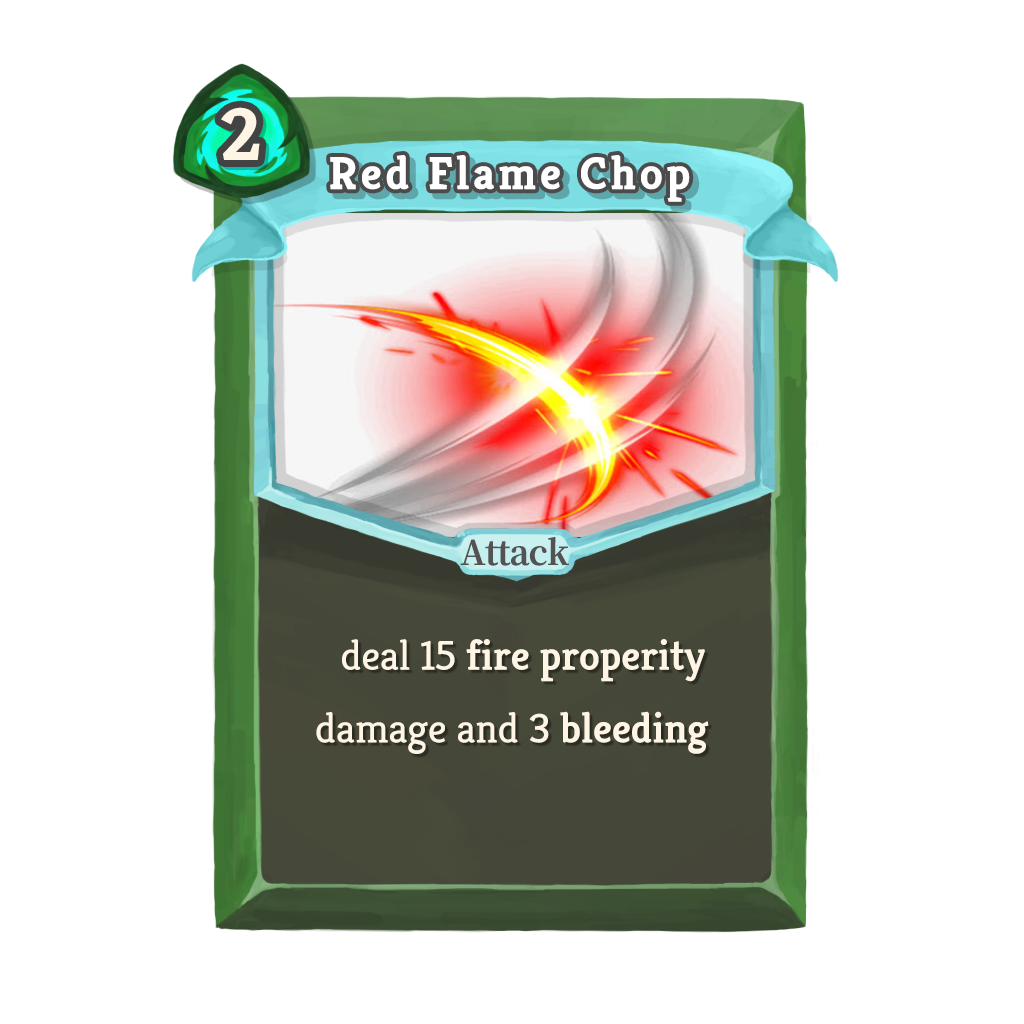 2
Red Flame Chop
Attack
deal 15 fire properity
damage and 3 bleeding